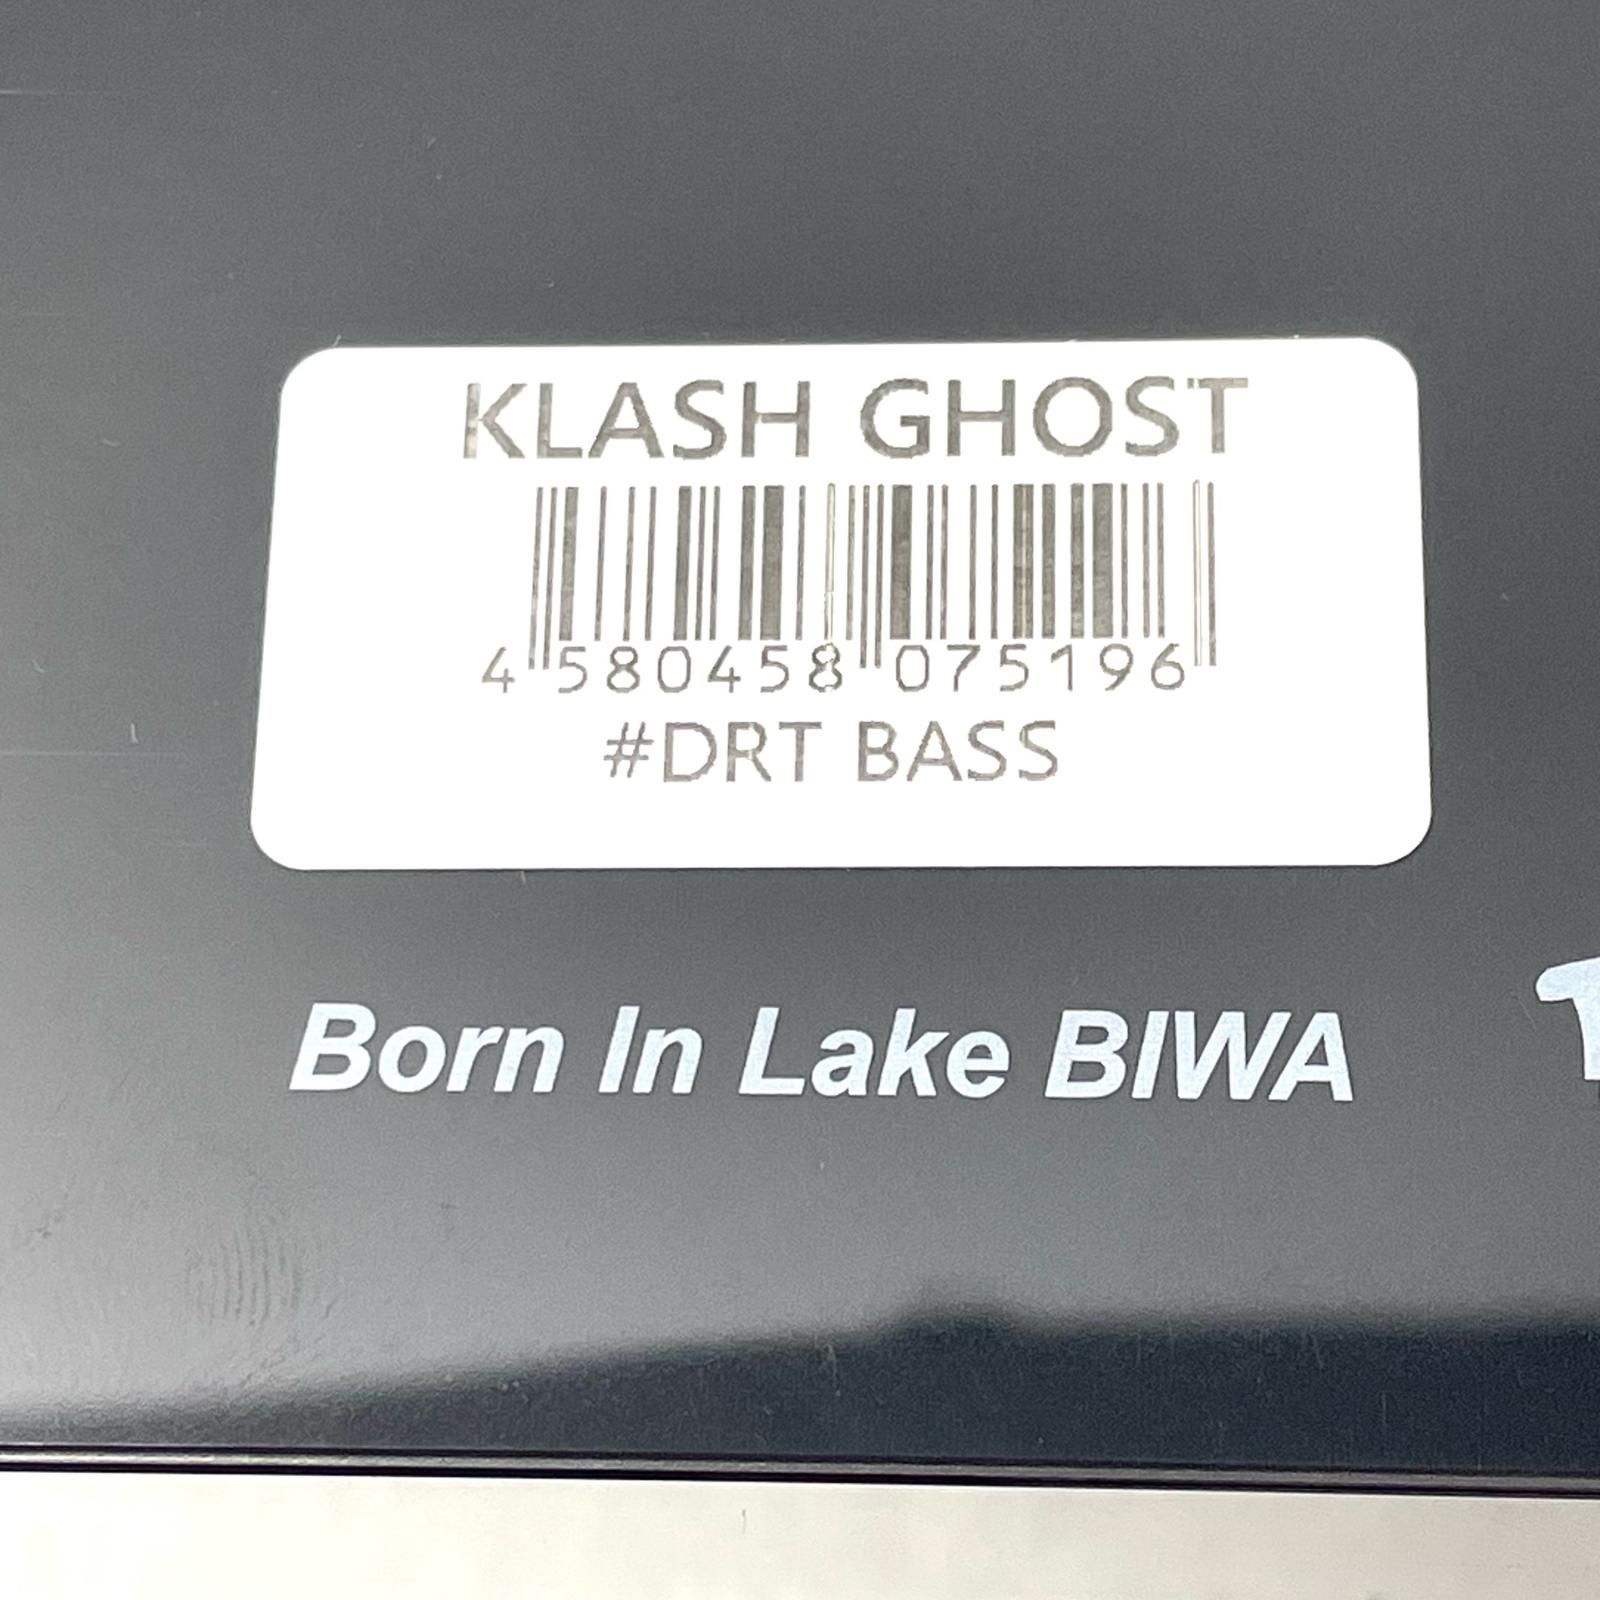 KLASH GHOST
4 580458 075196
#DRT BASS
Born In Lake BIWA